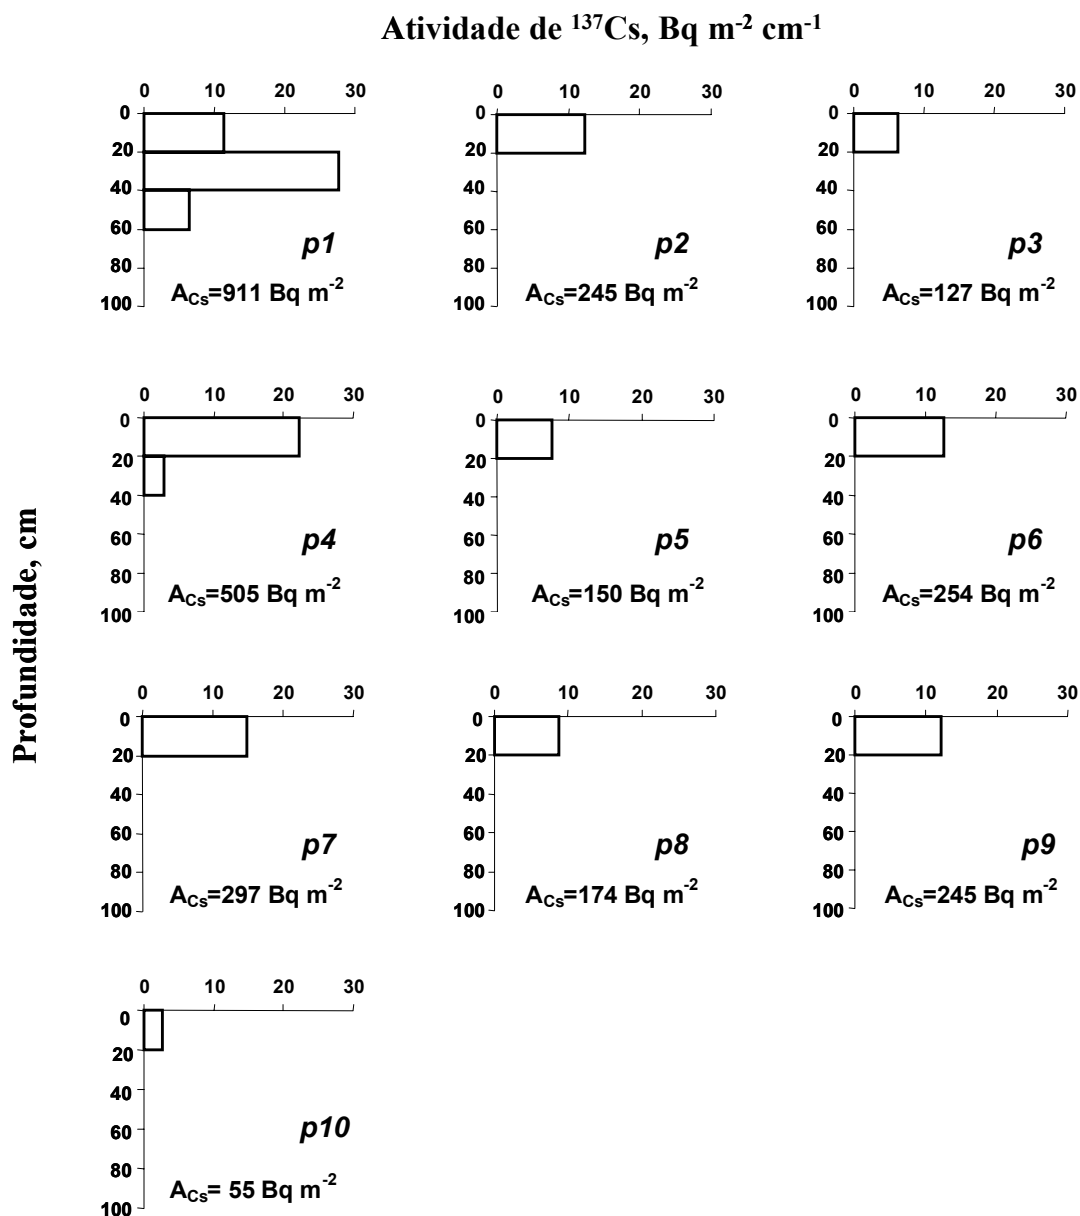 Atividade de ¹³⁷Cs, Bq m⁻² cm⁻¹
Profundidade, cm
0 10 20 30
0
20
40
60
80
100
p1
A_Cs=911 Bq m⁻²
0 10 20 30
0
20
40
60
80
100
p2
A_Cs=245 Bq m⁻²
0 10 20 30
0
20
40
60
80
100
p3
A_Cs=127 Bq m⁻²
0 10 20 30
0
20
40
60
80
100
p4
A_Cs=505 Bq m⁻²
0 10 20 30
0
20
40
60
80
100
p5
A_Cs=150 Bq m⁻²
0 10 20 30
0
20
40
60
80
100
p6
A_Cs=254 Bq m⁻²
0 10 20 30
0
20
40
60
80
100
p7
A_Cs=297 Bq m⁻²
0 10 20 30
0
20
40
60
80
100
p8
A_Cs=174 Bq m⁻²
0 10 20 30
0
20
40
60
80
100
p9
A_Cs=245 Bq m⁻²
0 10 20 30
0
20
40
60
80
100
p10
A_Cs= 55 Bq m⁻²